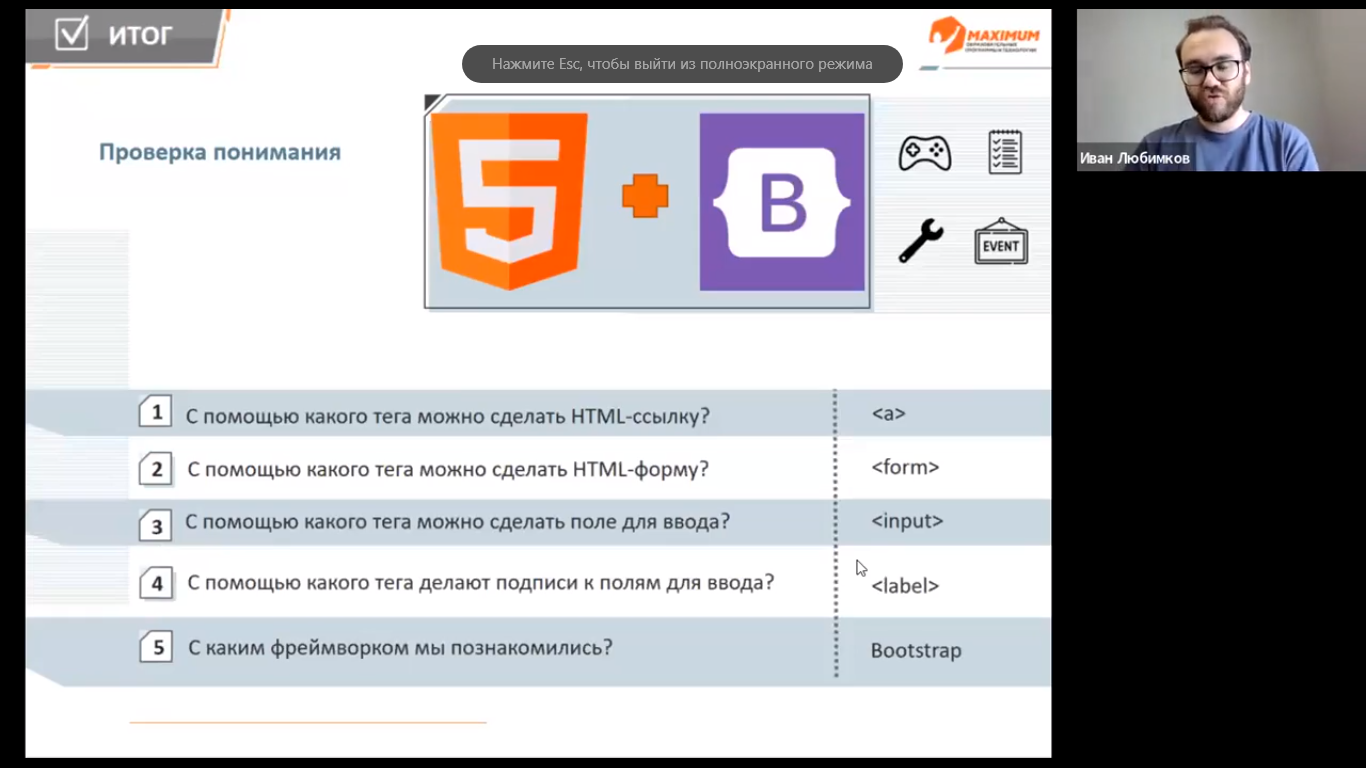 ИТОГ
MAXIMUM
Нажмите Esc, чтобы выйти из полноэкранного режима
Проверка понимания
5
B
EVENT
Иван Любимков
1 С помощью какого тега можно сделать HTML-ссылку? <a>
2 С помощью какого тега можно сделать HTML-форму? <form>
3 С помощью какого тега можно сделать поле для ввода? <input>
4 С помощью какого тега делают подписи к полям для ввода? <label>
5 С каким фреймворком мы познакомились? Bootstrap